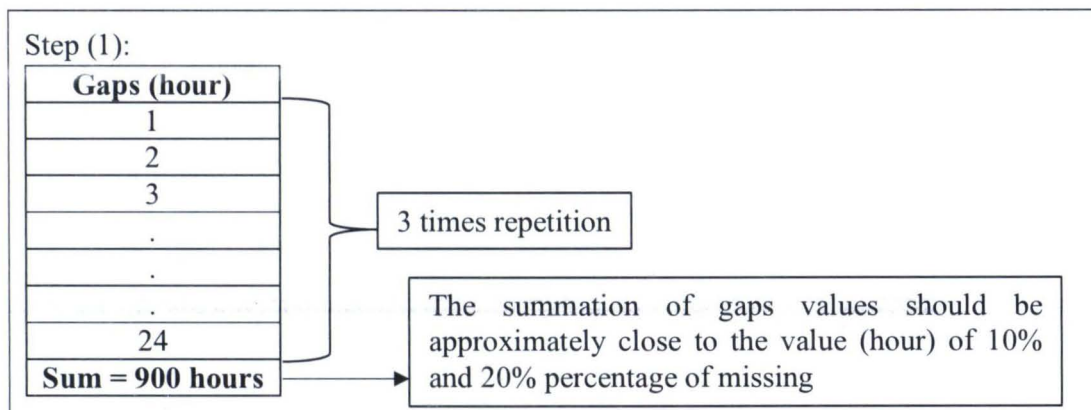 Step (1):
Gaps (hour)
1
2
3
.
.
.
24
Sum = 900 hours
3 times repetition
The summation of gaps values should be
approximately close to the value (hour) of 10%
and 20% percentage of missing